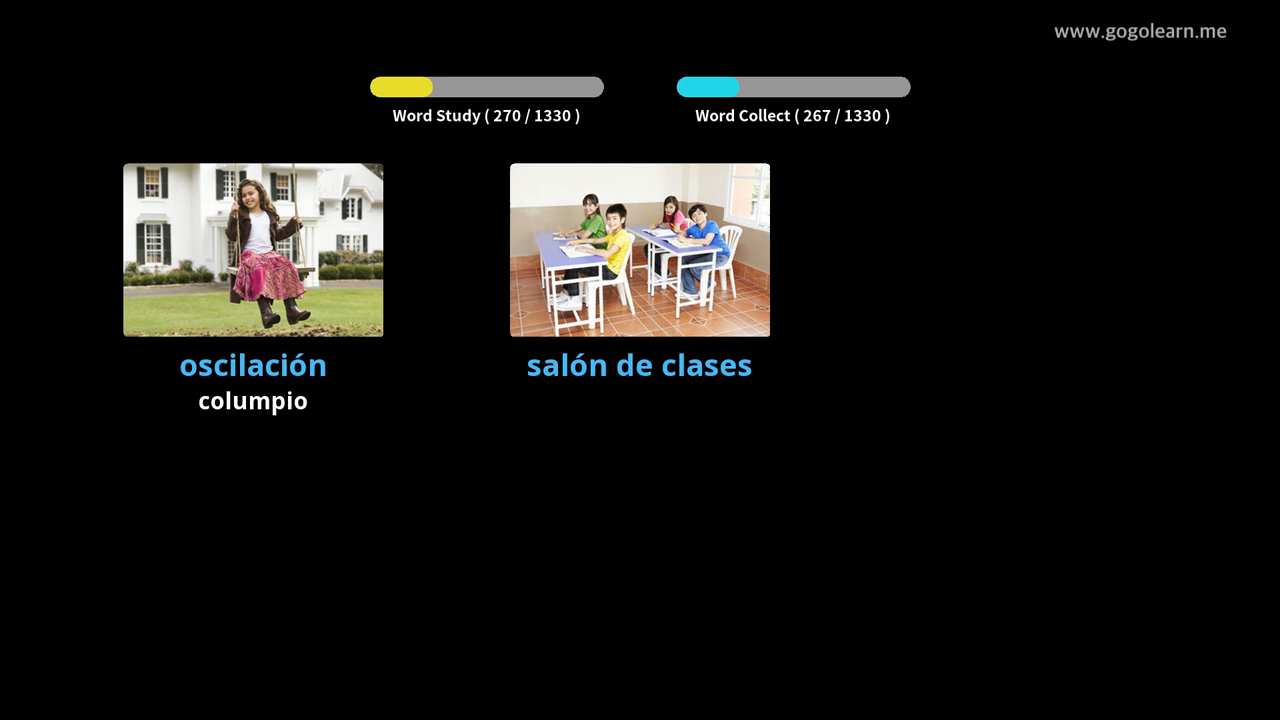 www.gogolearn.me
Word Study ( 270 / 1330 )
Word Collect ( 267 / 1330 )
oscilación
columpio
salón de clases